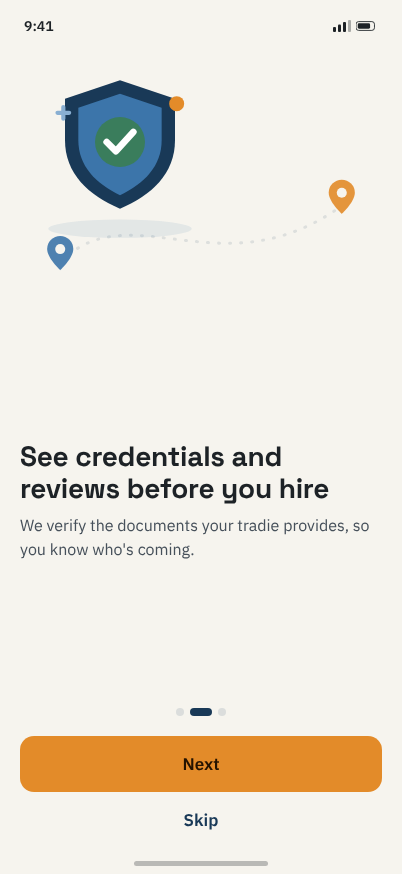 9:41
See credentials and
reviews before you hire
We verify the documents your tradie provides, so
you know who's coming.
Next
Skip